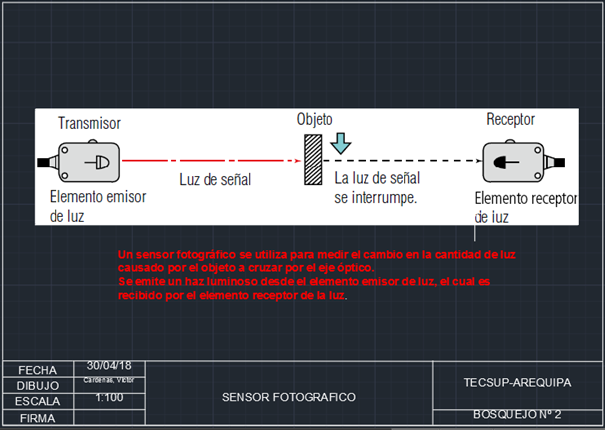 Transmisor
Objeto
Receptor
Luz de señal
La luz de señal
se interrumpe.
Elemento emisor
de luz
Elemento receptor
de luz
Un sensor fotográfico se utiliza para medir el cambio en la cantidad de luz
causado por el objeto a cruzar por el eje óptico.
Se emite un haz luminoso desde el elemento emisor de luz, el cual es
recibido por el elemento receptor de la luz.
FECHA 30/04/18
DIBUJO Cardenas, Victor
ESCALA 1:100
FIRMA
SENSOR FOTOGRAFICO
TECSUP-AREQUIPA
BOSQUEJO Nº 2